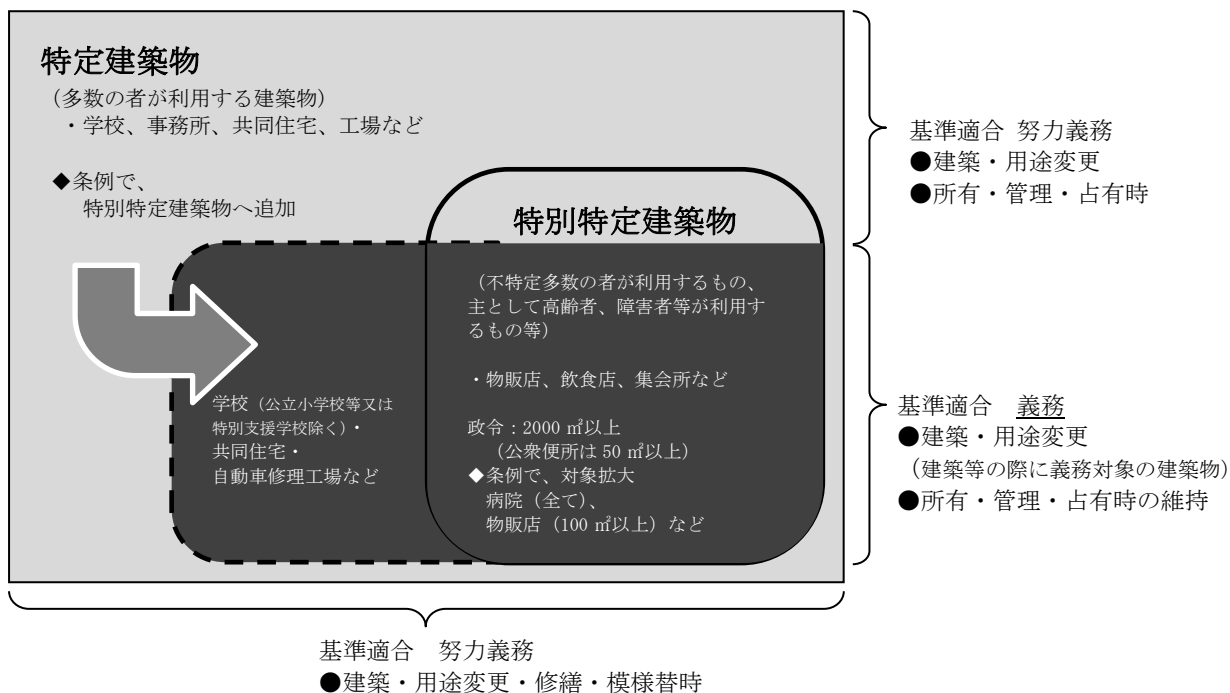 特定建築物
(多数の者が利用する建築物)
・学校、事務所、共同住宅、工場など
◆条例で、
特別特定建築物へ追加
特別特定建築物
（不特定多数の者が利用するもの、
主として高齢者、障害者等が利用す
るもの等）
・物販店、飲食店、集会所など
政令：2000 ㎡以上
（公衆便所は 50 ㎡以上）
◆条例で、対象拡大
病院（全て）、
物販店（100 ㎡以上）など
学校（公立小学校等又は
特別支援学校除く）・
共同住宅・
自動車修理工場など
基準適合 努力義務
●建築・用途変更
●所有・管理・占有時
基準適合　義務
●建築・用途変更
（建築等の際に義務対象の建築物）
●所有・管理・占有時の維持
基準適合　努力義務
●建築・用途変更・修繕・模様替時